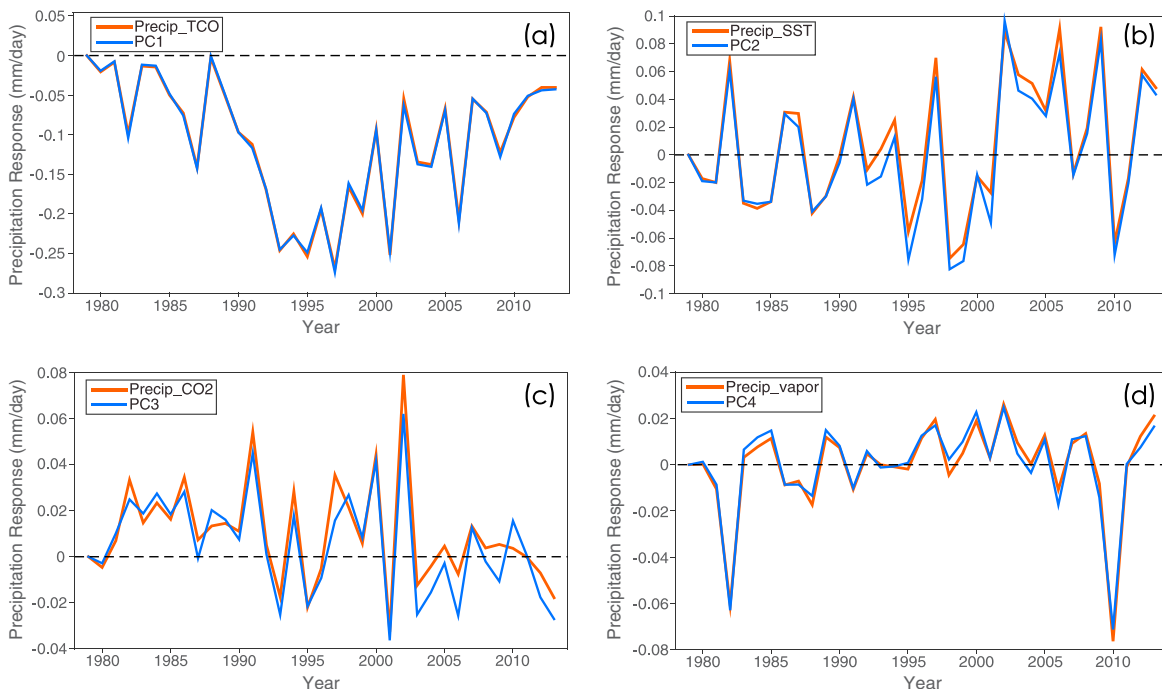 (a)
Precip_TCO
PC1
Precipitation Response (mm/day)
0.05
0
-0.05
-0.1
-0.15
-0.2
-0.25
-0.3
1980 1985 1990 1995 2000 2005 2010
Year
(b)
Precip_SST
PC2
Precipitation Response (mm/day)
0.1
0.08
0.06
0.04
0.02
0
-0.02
-0.04
-0.06
-0.08
-0.1
1980 1985 1990 1995 2000 2005 2010
Year
(c)
Precip_CO2
PC3
Precipitation Response (mm/day)
0.08
0.06
0.04
0.02
0
-0.02
-0.04
1980 1985 1990 1995 2000 2005 2010
Year
(d)
Precip_vapor
PC4
Precipitation Response (mm/day)
0.04
0.02
0
-0.02
-0.04
-0.06
-0.08
1980 1985 1990 1995 2000 2005 2010
Year